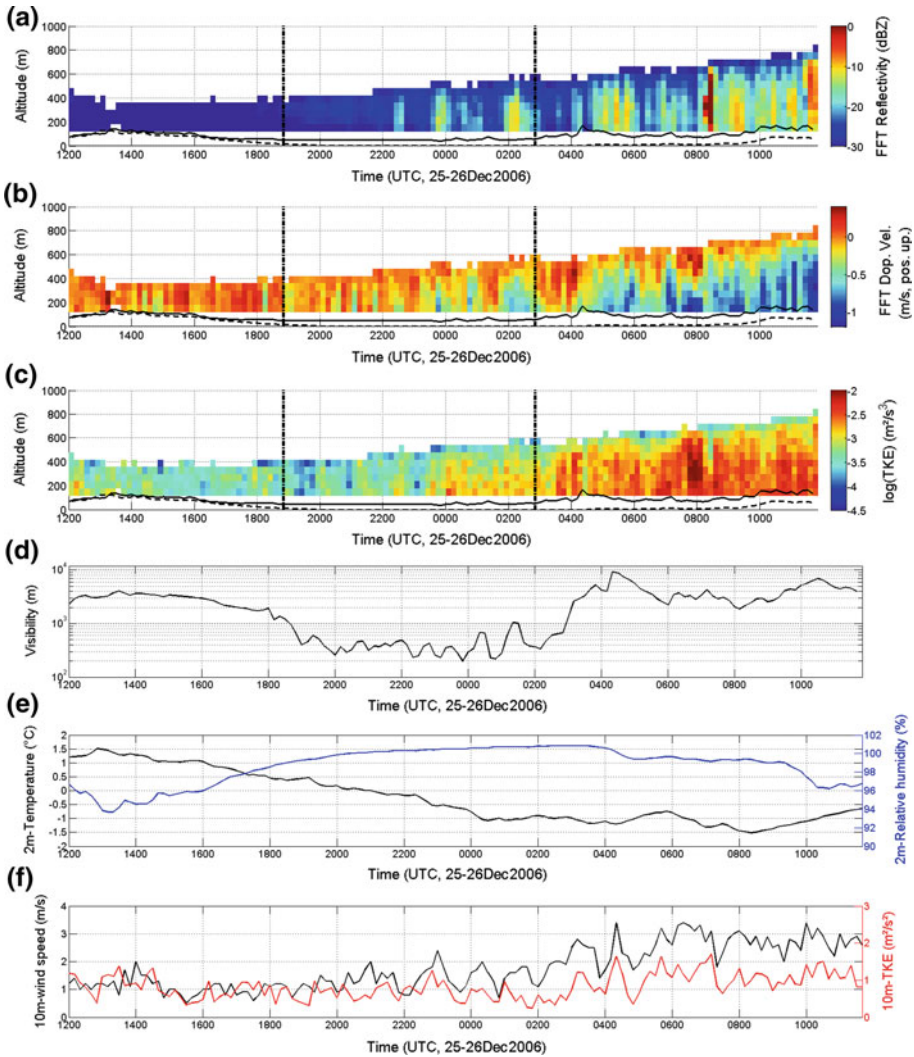 (a)
1000
800
600
400
200
0
Altitude (m)
1200 1400 1600 1800 2000 2200 0000 0200 0400 0600 0800 1000
Time (UTC, 25-26Dec2006)
0
-10
-20
-30
FFT Reflectivity (dBZ)
(b)
1000
800
600
400
200
0
Altitude (m)
1200 1400 1600 1800 2000 2200 0000 0200 0400 0600 0800 1000
Time (UTC, 25-26Dec2006)
0
-0.5
-1
FFT Dop. Vel.
(m/s, pos. up.)
(c)
1000
800
600
400
200
0
Altitude (m)
1200 1400 1600 1800 2000 2200 0000 0200 0400 0600 0800 1000
Time (UTC, 25-26Dec2006)
-2
-2.5
-3
-3.5
-4
-4.5
log(TKE) (m²/s³)
(d)
10⁴
10³
10²
Visibility (m)
1200 1400 1600 1800 2000 2200 0000 0200 0400 0600 0800 1000
Time (UTC, 25-26Dec2006)
(e)
2
1.5
1
0.5
0
-0.5
-1
-1.5
-2
2m-Temperature (°C)
1200 1400 1600 1800 2000 2200 0000 0200 0400 0600 0800 1000
Time (UTC, 25-26Dec2006)
102
100
98
96
94
92
90
2m-Relative humidity (%)
(f)
4
3
2
1
0
10m-wind speed (m/s)
1200 1400 1600 1800 2000 2200 0000 0200 0400 0600 0800 1000
Time (UTC, 25-26Dec2006)
3
2
1
0
10m-TKE (m²/s²)